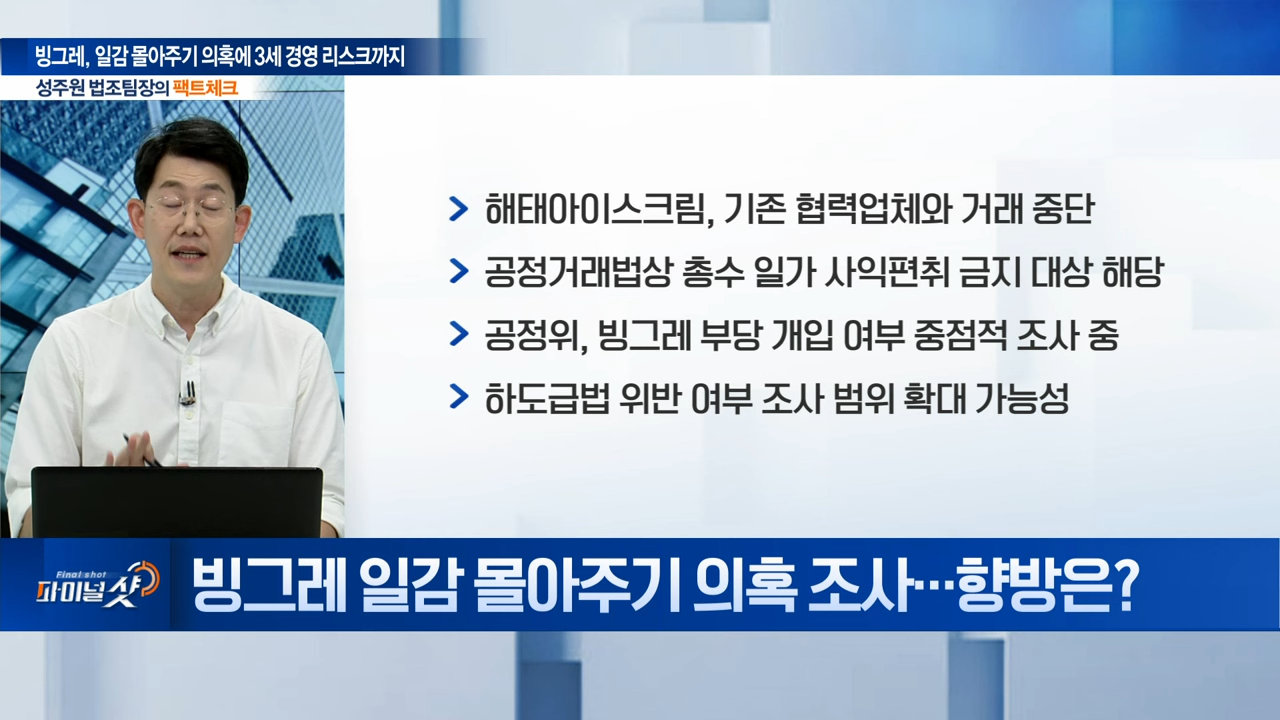 빙그레, 일감 몰아주기 의혹에 3세 경영 리스크까지
성주원 법조팀장의 팩트체크
해태아이스크림, 기존 협력업체와 거래 중단
공정거래법상 총수 일가 사익편취 금지 대상 해당
공정위, 빙그레 부당 개입 여부 중점적 조사 중
하도급법 위반 여부 조사 범위 확대 가능성
Final shot
파이널 샷
빙그레 일감 몰아주기 의혹 조사…향방은?